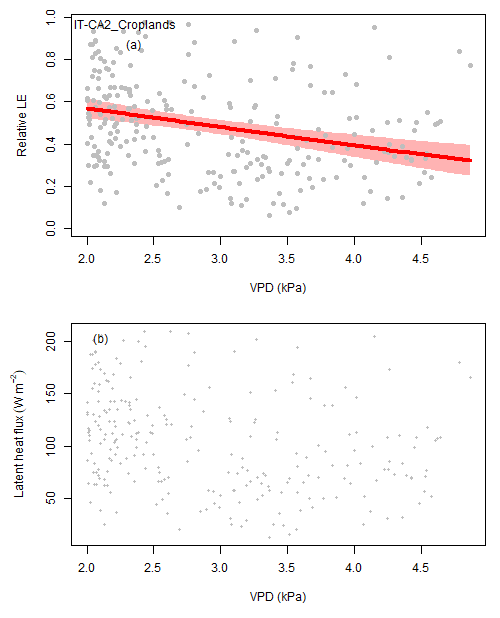 IT-CA2_Croplands
(a)
1.0
0.8
0.6
0.4
0.2
0.0
Relative LE
2.0 2.5 3.0 3.5 4.0 4.5
VPD (kPa)
(b)
200
150
100
50
Latent heat flux (W m⁻²)
2.0 2.5 3.0 3.5 4.0 4.5
VPD (kPa)